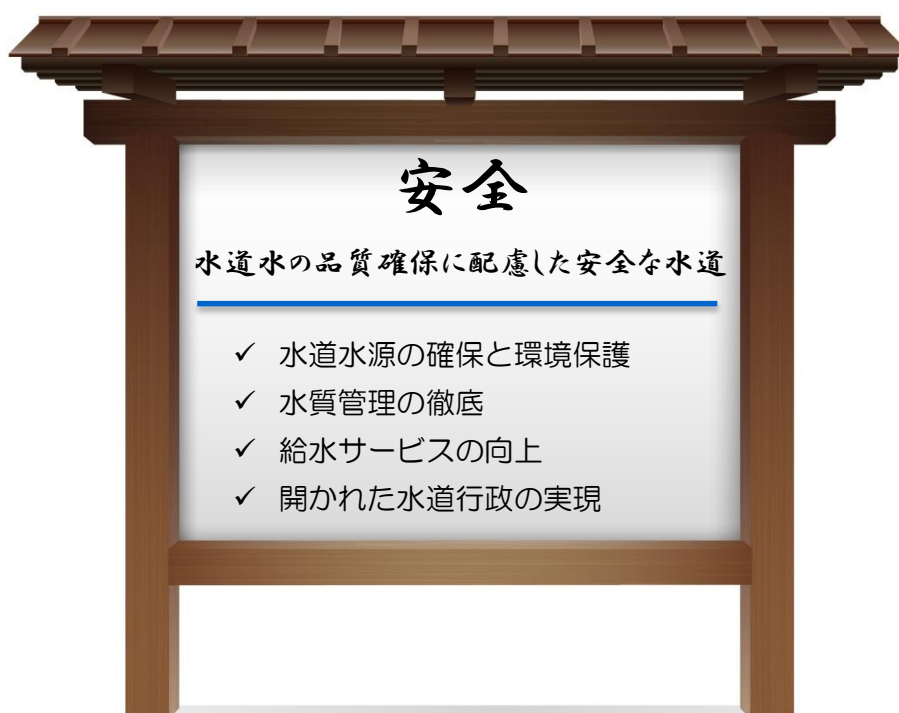 安全
水道水の品質確保に配慮した安全な水道
✓ 水道水源の確保と環境保護
✓ 水質管理の徹底
✓ 給水サービスの向上
✓ 開かれた水道行政の実現